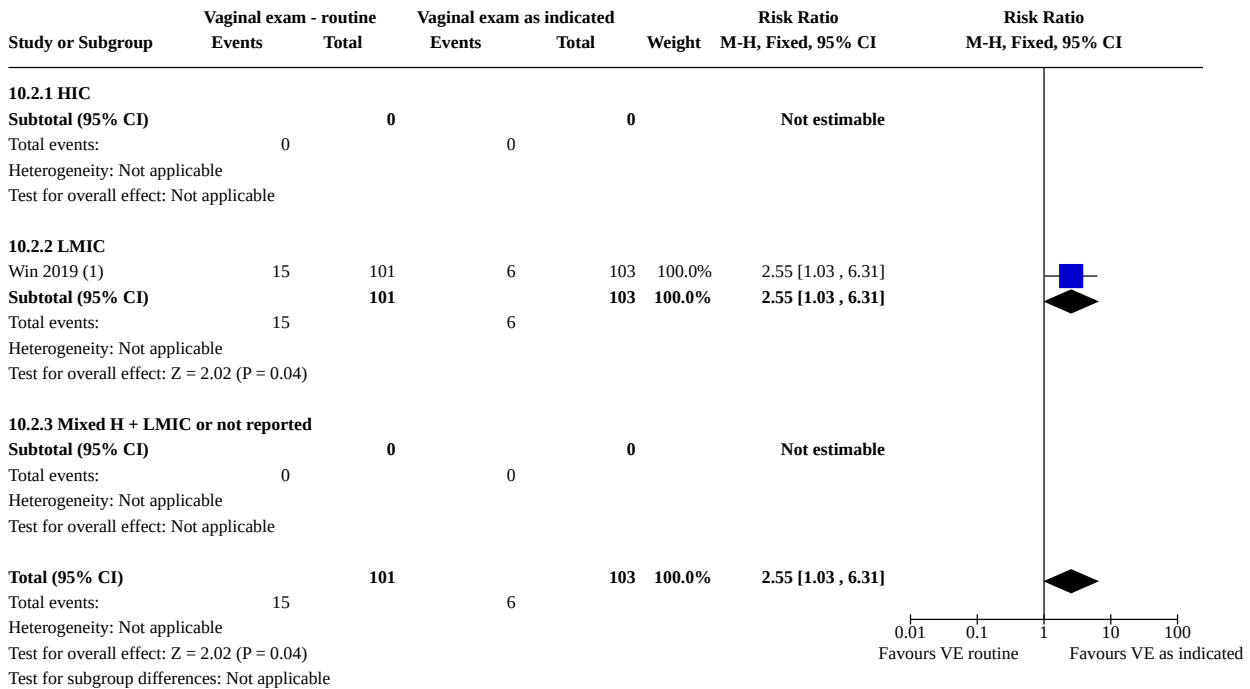 Vaginal exam - routine Vaginal exam as indicated Risk Ratio Risk Ratio
Study or Subgroup Events Total Events Total Weight M-H, Fixed, 95% CI M-H, Fixed, 95% CI
10.2.1 HIC
Subtotal (95% CI) 0 0 Not estimable
Total events: 0 0
Heterogeneity: Not applicable
Test for overall effect: Not applicable
10.2.2 LMIC
Win 2019 (1) 15 101 6 103 100.0% 2.55 [1.03 , 6.31]
Subtotal (95% CI) 101 103 100.0% 2.55 [1.03 , 6.31]
Total events: 15 6
Heterogeneity: Not applicable
Test for overall effect: Z = 2.02 (P = 0.04)
10.2.3 Mixed H + LMIC or not reported
Subtotal (95% CI) 0 0 Not estimable
Total events: 0 0
Heterogeneity: Not applicable
Test for overall effect: Not applicable
Total (95% CI) 101 103 100.0% 2.55 [1.03 , 6.31]
Total events: 15 6
Heterogeneity: Not applicable 0.01 0.1 1 10 100
Test for overall effect: Z = 2.02 (P = 0.04) Favours VE routine Favours VE as indicated
Test for subgroup differences: Not applicable